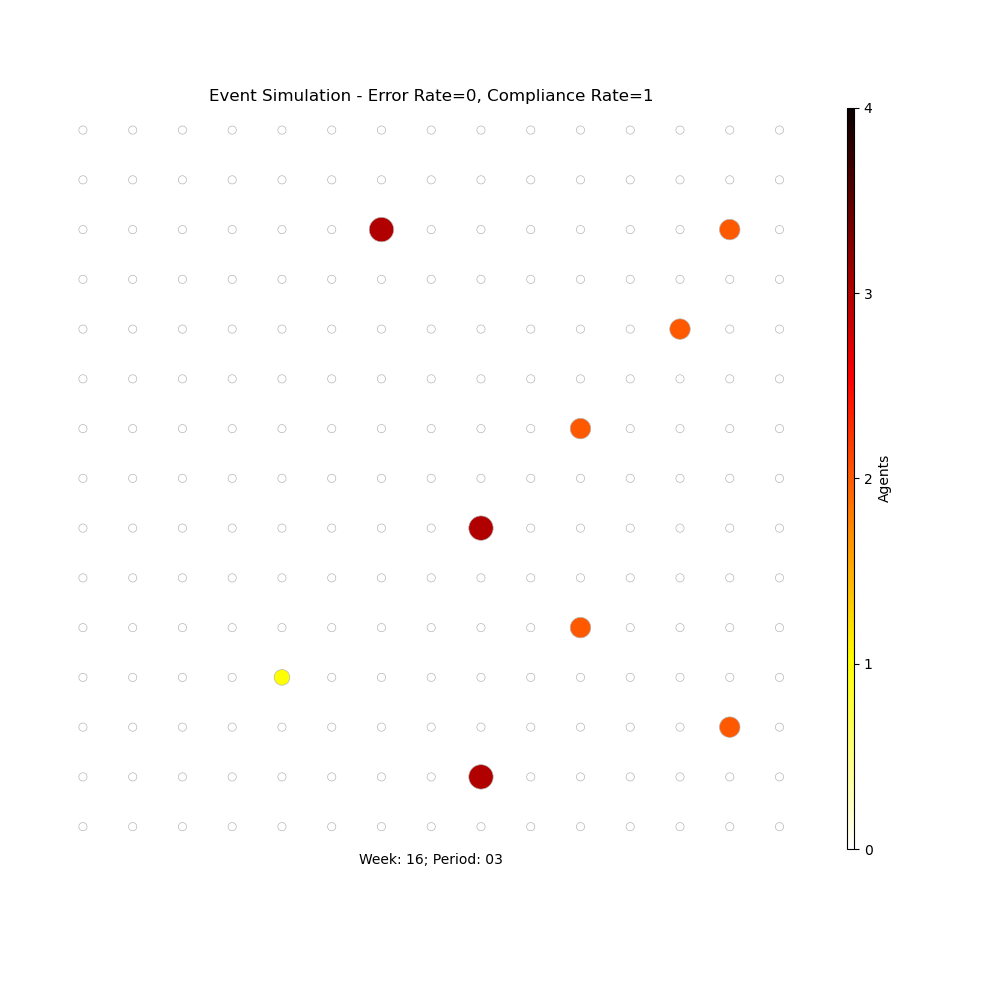 Event Simulation - Error Rate=0, Compliance Rate=1
4
3
2
1
0
Agents
Week: 16; Period: 03